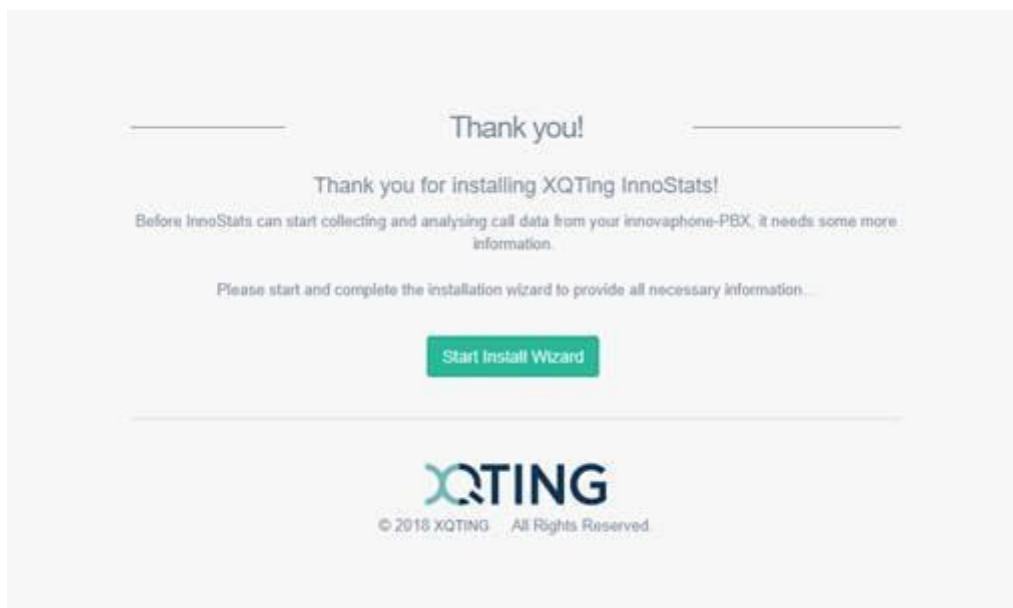 Thank you!
Thank you for installing XQTing InnoStats!
Before InnoStats can start collecting and analysing call data from your innovaphone-PBX, it needs some more
information.
Please start and complete the installation wizard to provide all necessary information...
Start Install Wizard
XQTING
© 2018 XQTING All Rights Reserved.